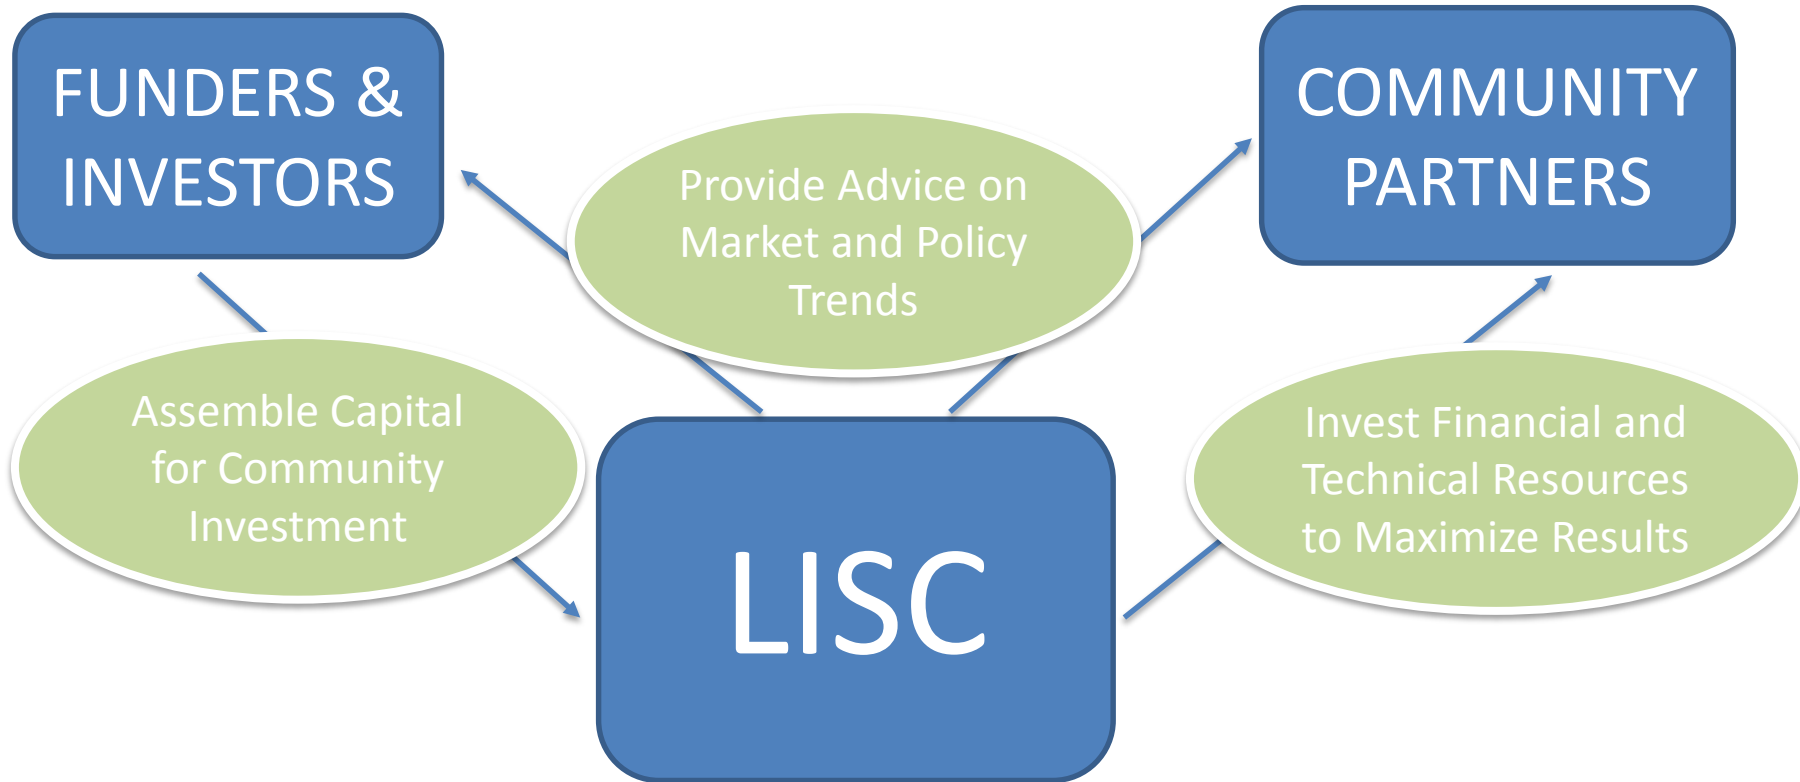 FUNDERS &
INVESTORS
COMMUNITY
PARTNERS
Provide Advice on
Market and Policy
Trends
Assemble Capital
for Community
Investment
Invest Financial and
Technical Resources
to Maximize Results
LISC